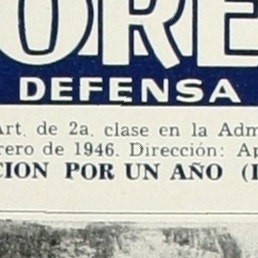 ORE
DEFENSA
Art. de 2a. clase en la Adm
rero de 1946. Dirección: Ap
CION POR UN AÑO (I